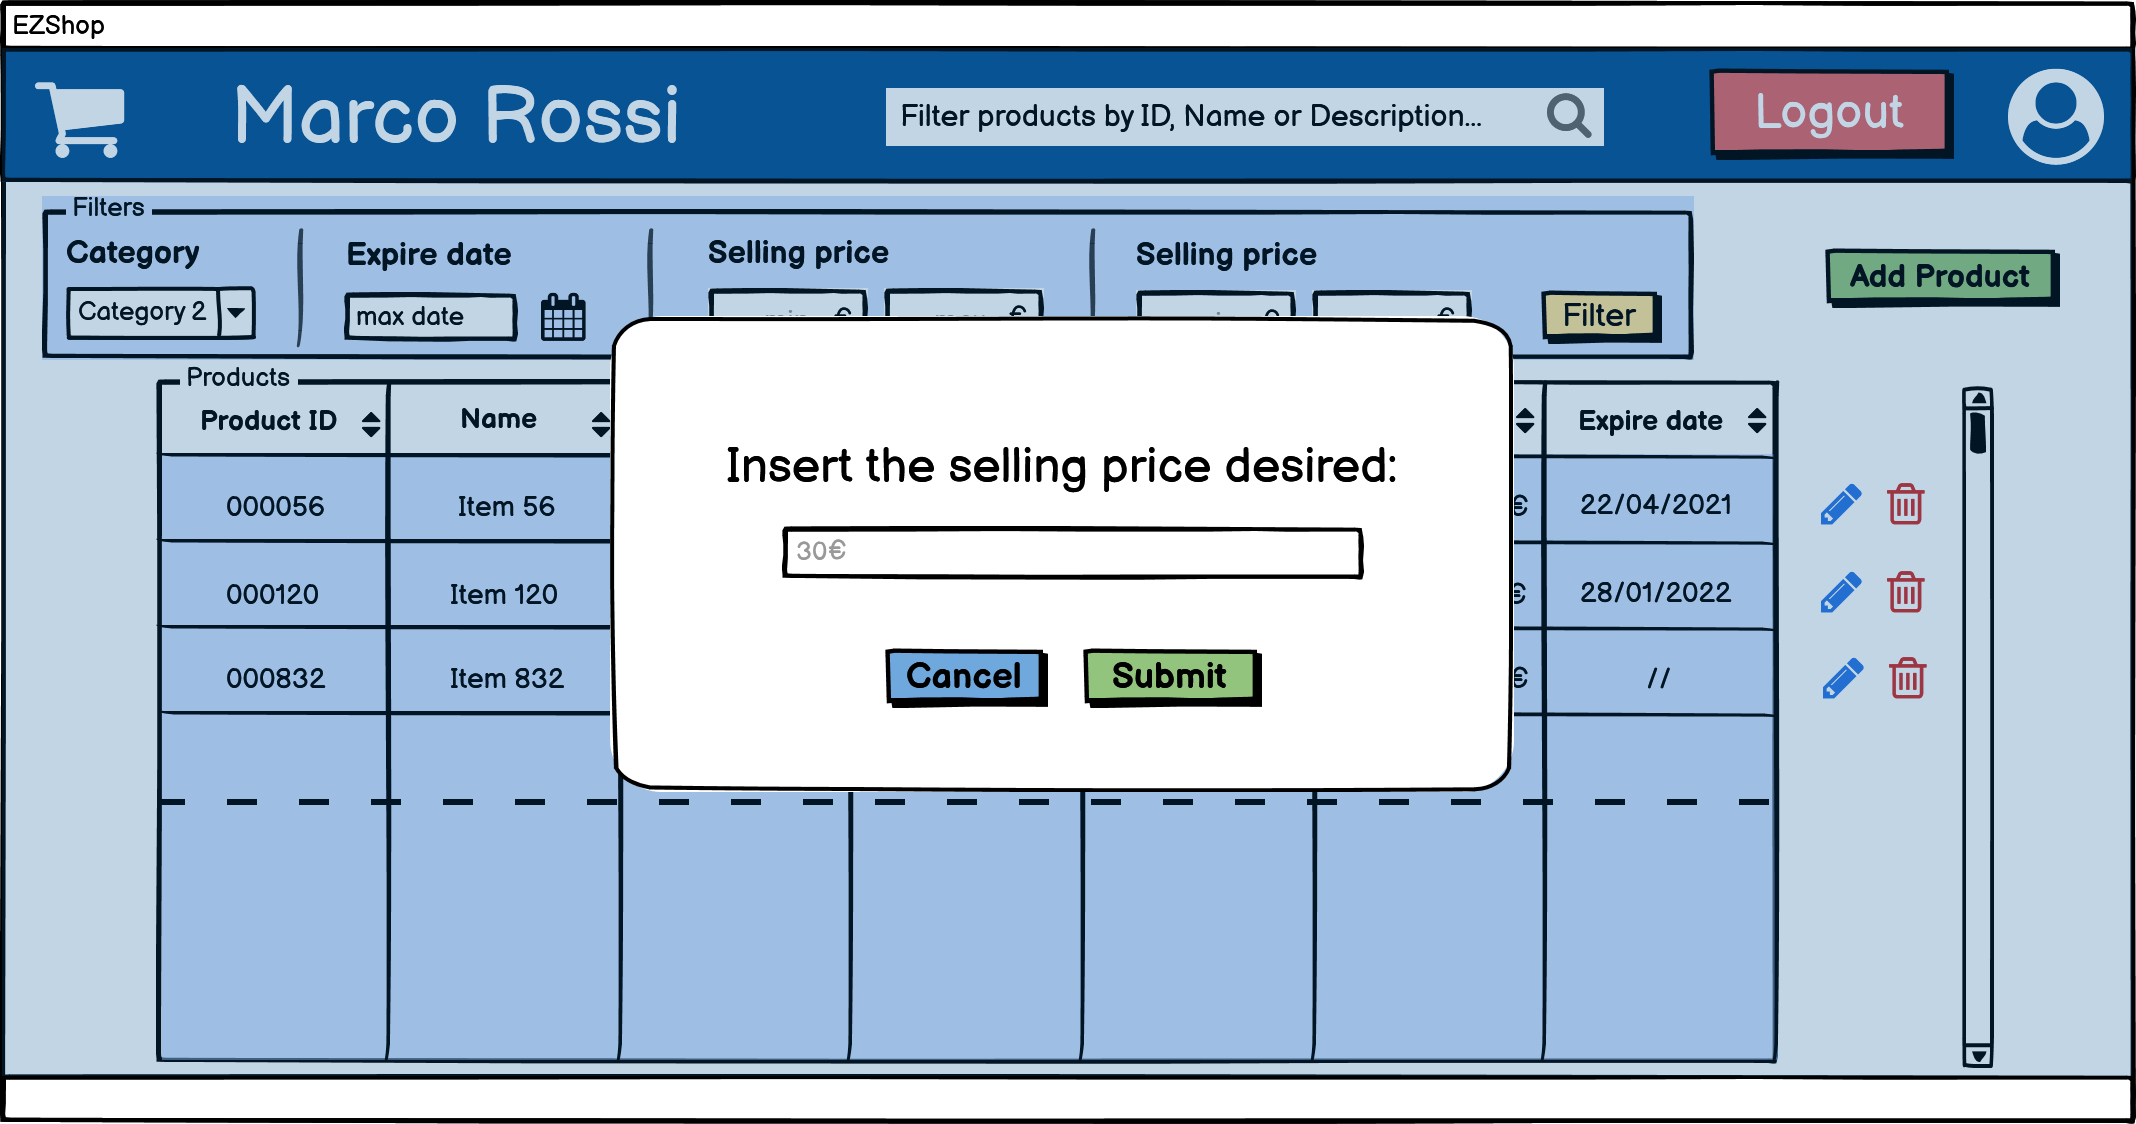 EZShop
Marco Rossi
Filter products by ID, Name or Description...
Logout
Filters
Category
Expire date
Selling price
Selling price
Category 2
max date
€
€
€
Filter
Add Product
Products
Product ID
Name
Expire date
Insert the selling price desired:
30€
Cancel
Submit
000056
Item 56
€
22/04/2021
000120
Item 120
€
28/01/2022
000832
Item 832
€
//